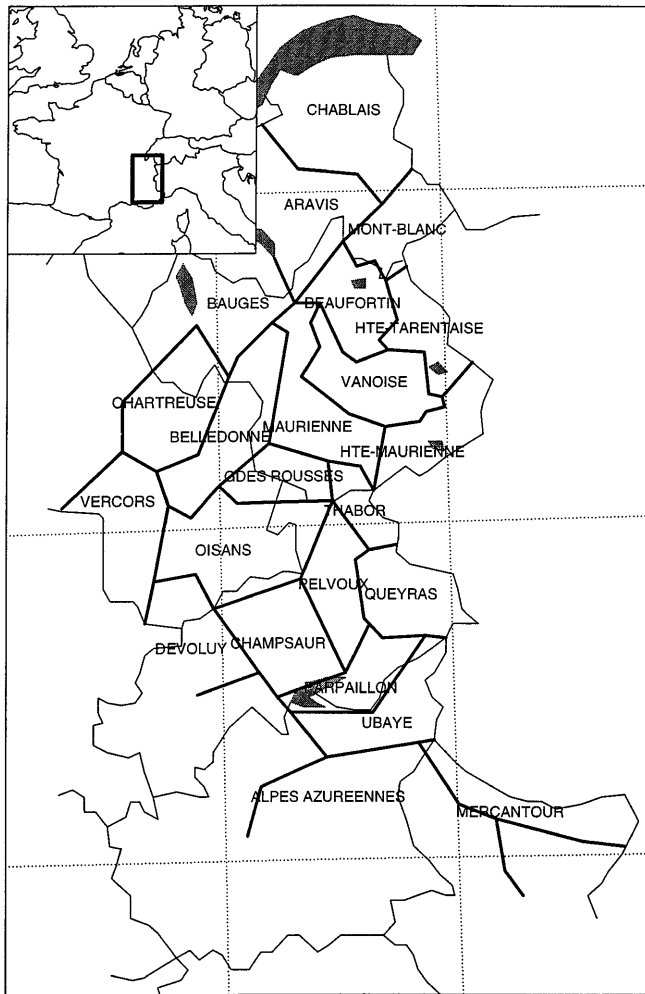 CHABLAIS
ARAVIS
MONT-BLANC
BAUGES
BEAUFORTIN
HTE-TARENTAISE
VANOISE
CHARTREUSE
BELLEDONNE
MAURIENNE
HTE-MAURIENNE
GDES ROUSSES
VERCORS
THABOR
OISANS
PELVOUX
QUEYRAS
DEVOLUY
CHAMPSAUR
PARPAILLON
UBAYE
ALPES AZUREENNES
MERCANTOUR